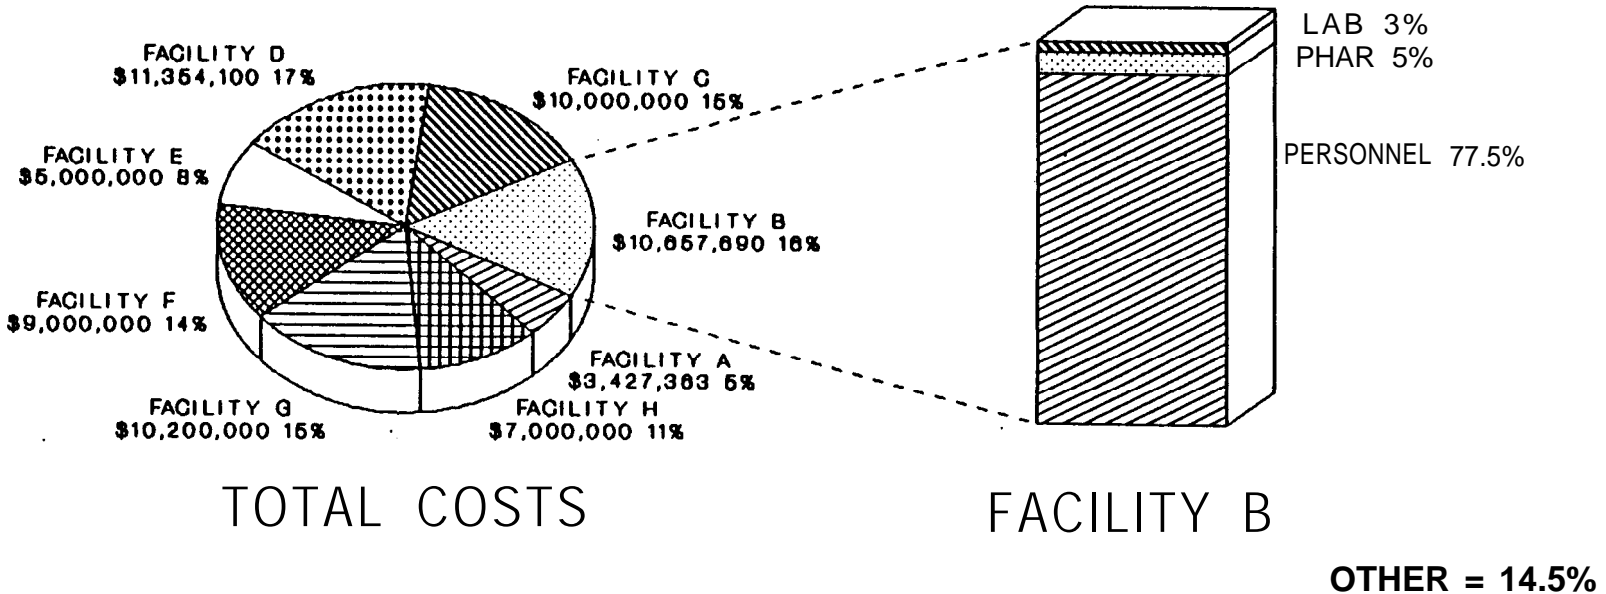 FACILITY D
$11,354,100 17%
FACILITY C
$10,000,000 15%
FACILITY E
$5,000,000 8%
FACILITY B
$10,657,690 16%
FACILITY F
$9,000,000 14%
FACILITY A
$3,427,363 5%
FACILITY G
$10,200,000 15%
FACILITY H
$7,000,000 11%
TOTAL COSTS
LAB 3%
PHAR 5%
PERSONNEL 77.5%
FACILITY B
OTHER = 14.5%